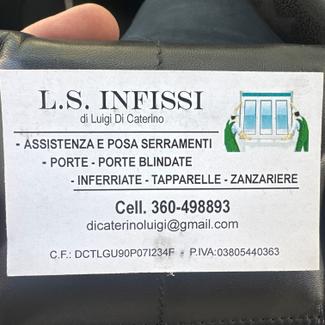 L.S. INFISSI
di Luigi Di Caterino
- ASSISTENZA E POSA SERRAMENTI
- PORTE - PORTE BLINDATE
- INFERRIATE - TAPPARELLE - ZANZARIERE
Cell. 360-498893
dicaterinoluigi@gmail.com
C.F.: DCTLGU90P07I234F - P.IVA:03805440363